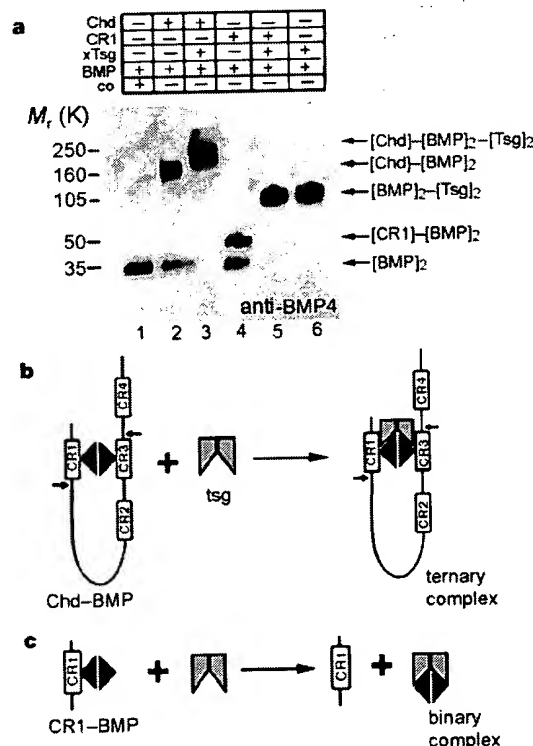 a
Chd − + + − − −
CR1 − − − + + −
xTsg − − + − + +
BMP + + + + + +
co + − − − − −
Mr (K)
250−
160−
105−
50−
35−
[Chd]–[BMP]2–[Tsg]2
[Chd]–[BMP]2
[BMP]2–[Tsg]2
[CR1]–[BMP]2
[BMP]2
anti-BMP4
1 2 3 4 5 6
b
CR1
CR4
CR3
CR2
Chd–BMP
+
tsg
CR1
CR4
CR3
CR2
ternary
complex
c
CR1
CR1–BMP
+
CR1
+
binary
complex